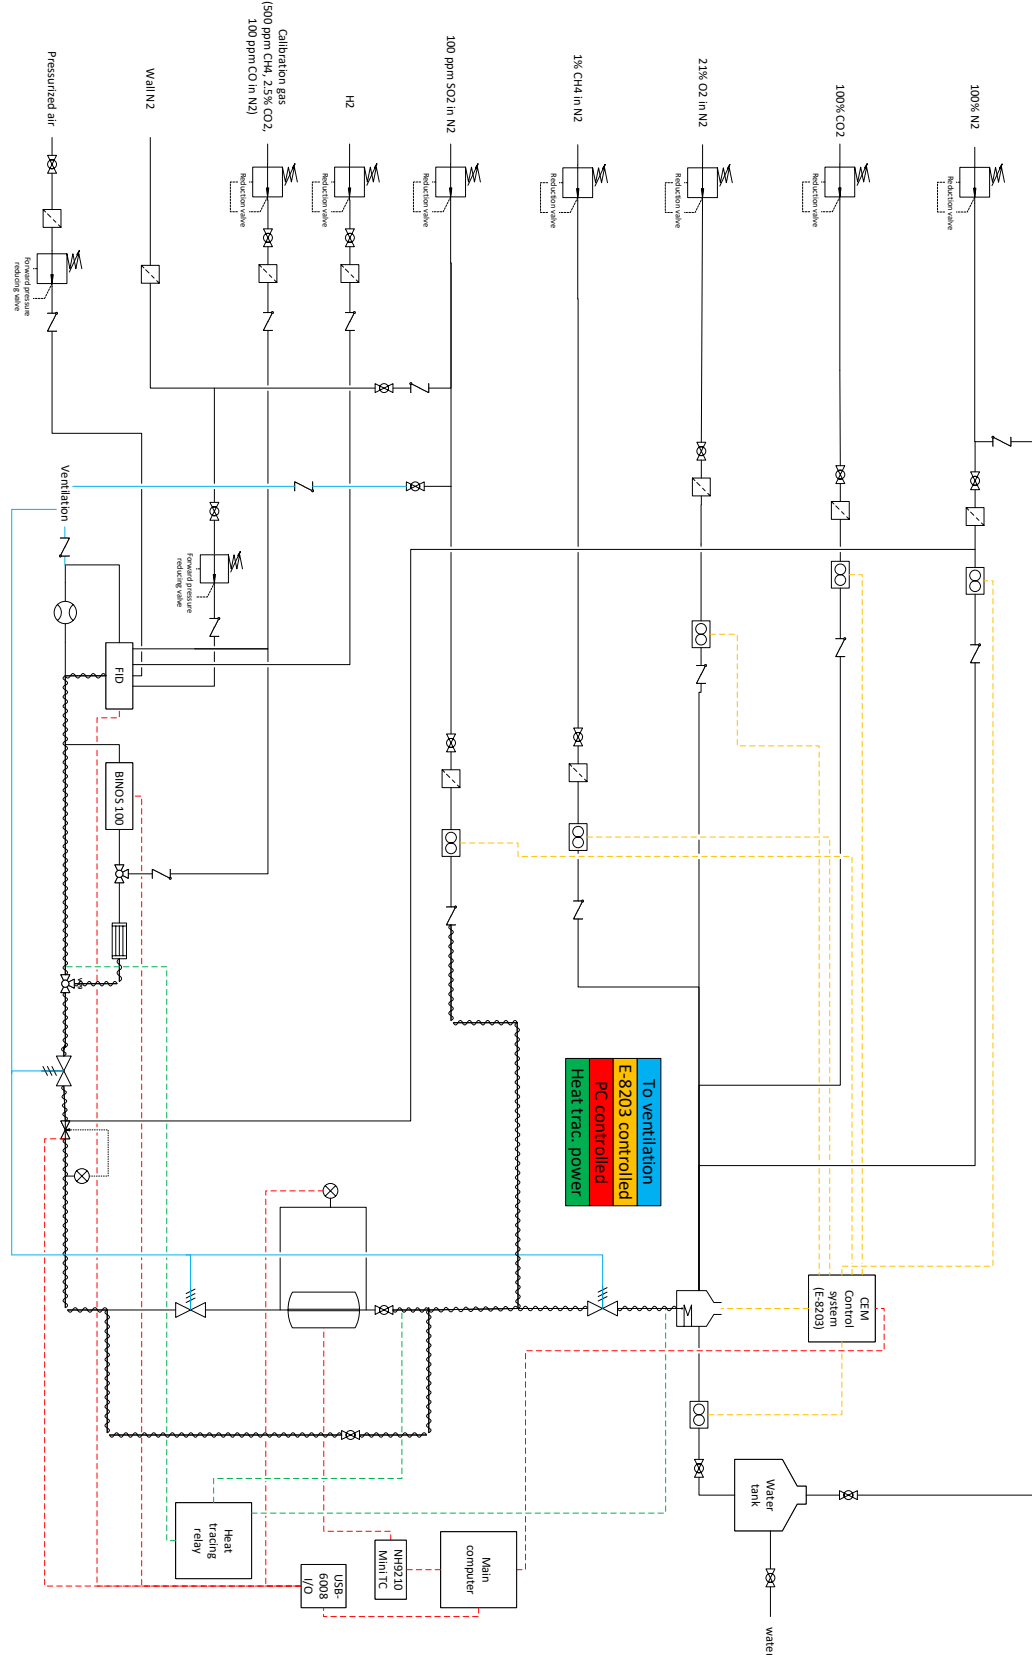 100% N2
Reduction valve
100% CO2
Reduction valve
21% O2 in N2
Reduction valve
1% CH4 in N2
Reduction valve
100 ppm SO2 in N2
Reduction valve
H2
Reduction valve
Calibration gas
(500 ppm CH4, 2.5% CO2,
100 ppm CO in N2)
Reduction valve
Wall N2
Pressurized air
Forward pressure
reducing valve
Ventilation
Forward pressure
reducing valve
FID
BINOS 100
To ventilation
E-8203 controlled
PC controlled
Heat trac. power
CEM
Control
system
(E-8203)
Water
tank
water
Main
computer
NH9210
Mini TC
USB-
6008
I/O
Heat
tracing
relay